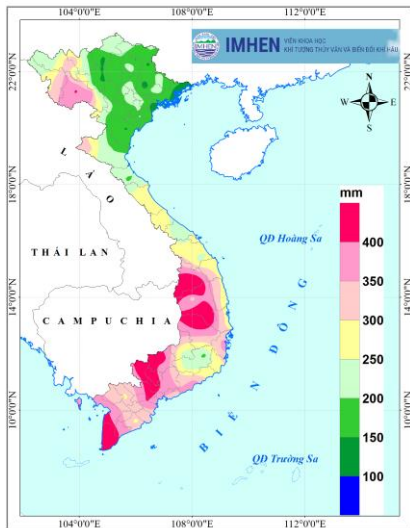 104°0'0"E
108°0'0"E
112°0'0"E
IMHEN
VIỆN KHOA HỌC
KHÍ TƯỢNG THỦY VĂN VÀ BIẾN ĐỔI KHÍ HẬU
22°0'0"N
22°0'0"N
N
W
E
S
LÀO
18°0'0"N
18°0'0"N
mm
QĐ Hoàng Sa
THÁI LAN
400
350
14°0'0"N
14°0'0"N
CAMPUCHIA
300
250
BIỂN ĐÔNG
200
10°0'0"N
10°0'0"N
150
QĐ Trường Sa
100
104°0'0"E
108°0'0"E
112°0'0"E